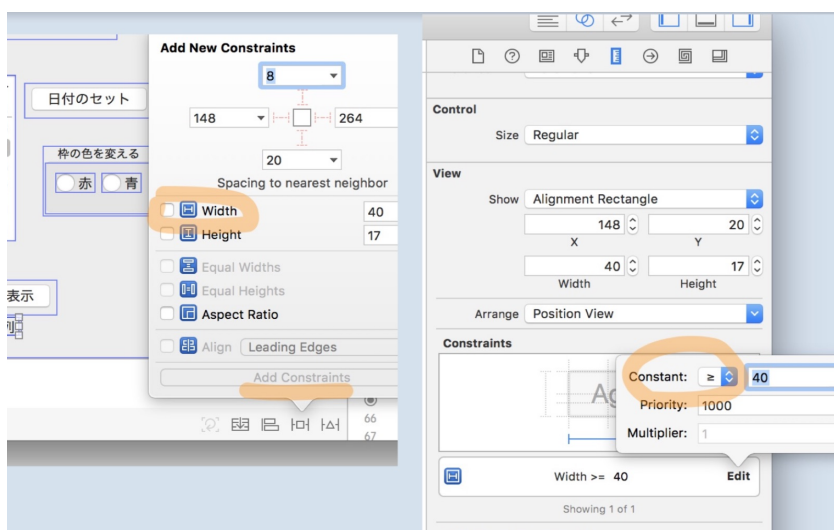 Add New Constraints
8
148
264
20
Spacing to nearest neighbor
Width
40
Height
17
Equal Widths
Equal Heights
Aspect Ratio
Align
Leading Edges
Add Constraints
66
67
日付のセット
枠の色を変える
赤
青
表示
列
Control
Size
Regular
View
Show
Alignment Rectangle
148
20
X
Y
40
17
Width
Height
Arrange
Position View
Constraints
Constant:
≥
40
Priority:
1000
Multiplier:
1
Width >= 40
Edit
Showing 1 of 1